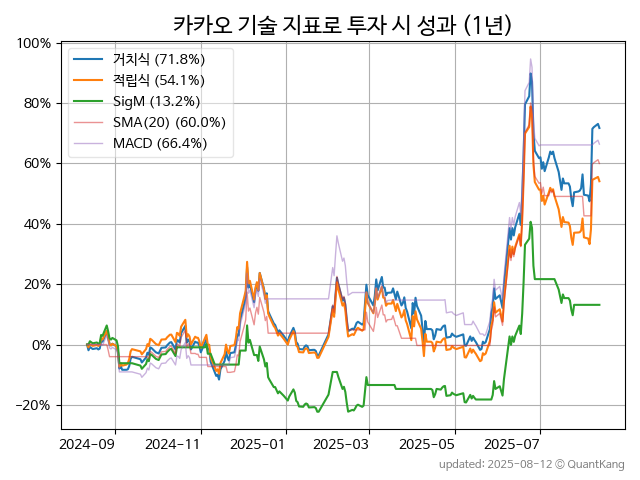 카카오 기술 지표로 투자 시 성과 (1년)
100%
80%
60%
40%
20%
0%
−20%
거치식 (71.8%)
적립식 (54.1%)
SigM (13.2%)
SMA(20) (60.0%)
MACD (66.4%)
2024−09
2024−11
2025−01
2025−03
2025−05
2025−07
updated: 2025-08-12 © QuantKang